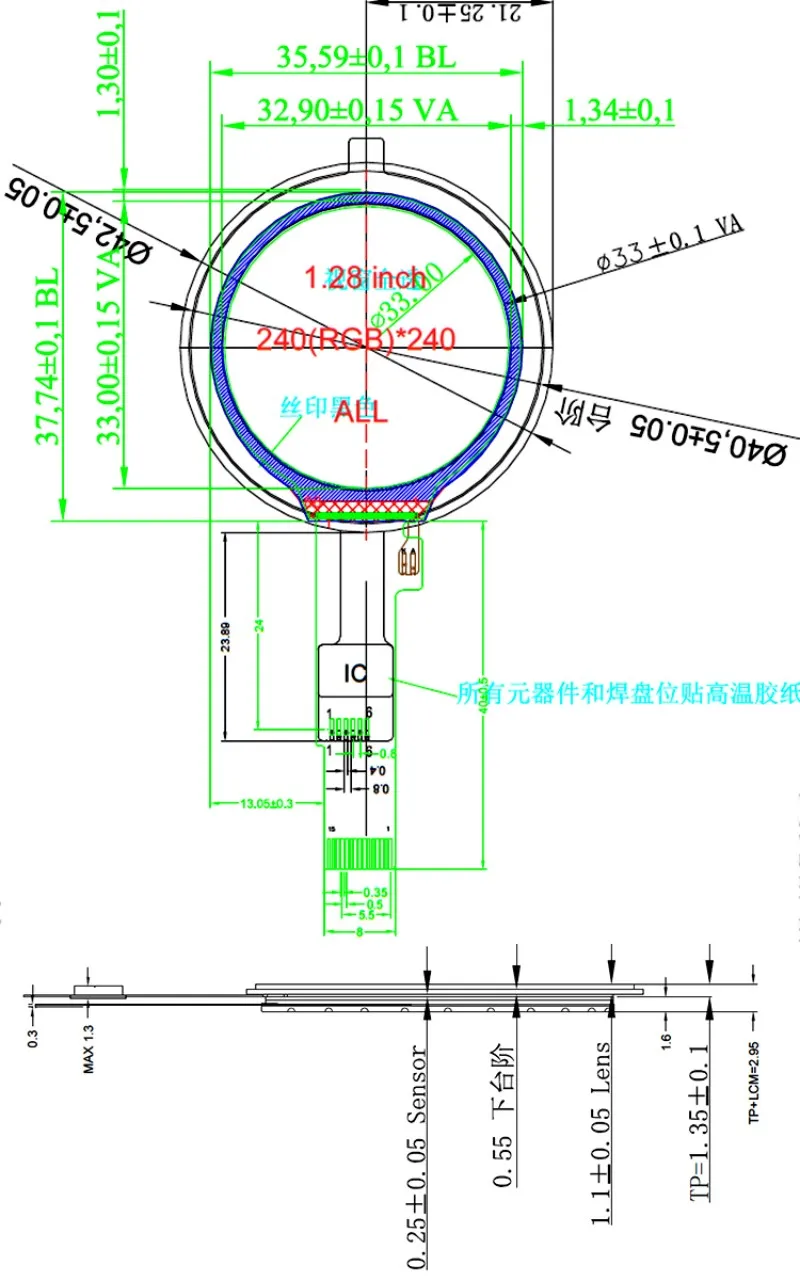 21.25±0.1
35,59±0,1 BL
1,30±0,1
32,90±0,15 VA
1,34±0,1
Ø42,5±0.05
ø33±0.1 VA
1.28 inch
ø33,00
240(RGB)*240
37,74±0,1 BL
33,00±0,15 VA
丝印黑色
ALL
台阶
Ø40,5±0.05
24
23.89
IC
所有元器件和焊盘位贴高温胶纸
40±0.5
1 6
1 6
0.6
0.4
0.8
13.05±0.3
15 1
0.35
0.5
5.5
8
0.3
MAX 1.3
0.25±0.05 Sensor
0.55 下台阶
1.1±0.05 Lens
1.6
TP=1.35±0.1
TP+LCM=2.95